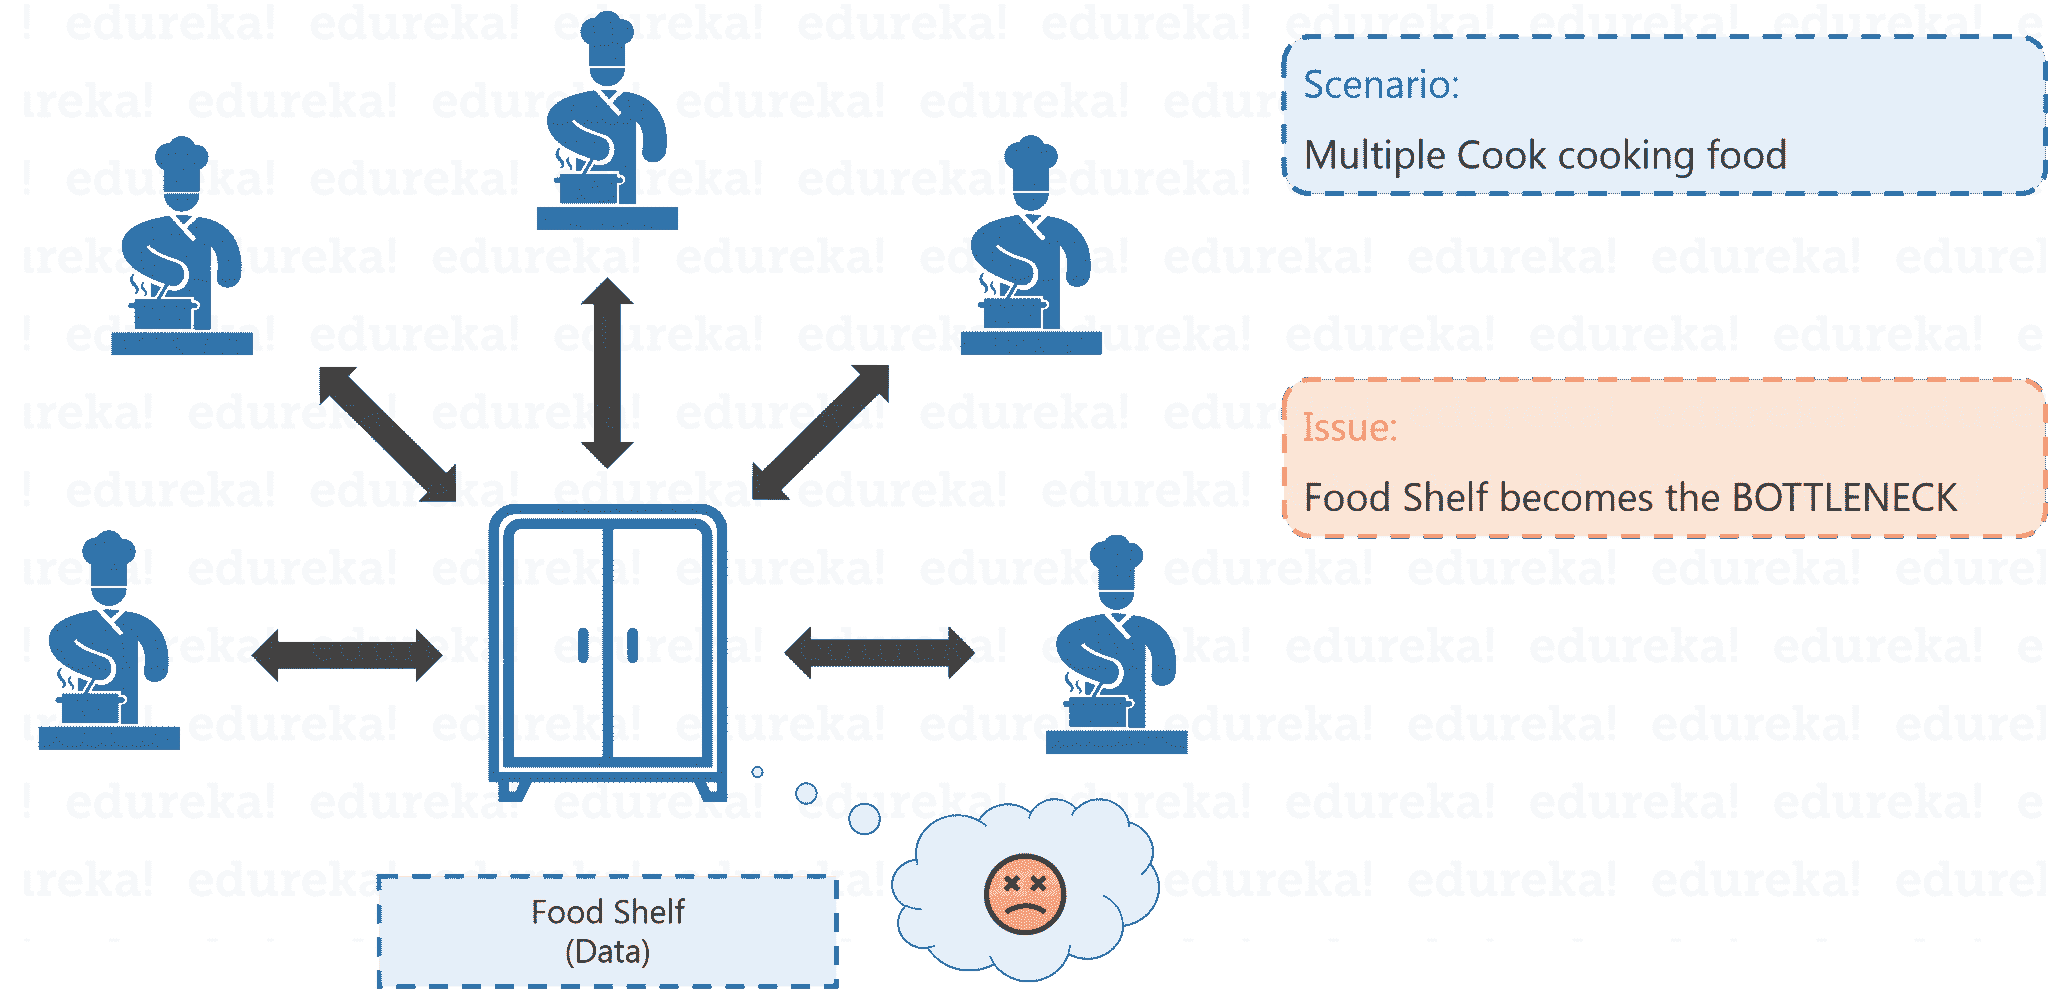 Scenario:
Multiple Cook cooking food
Issue:
Food Shelf becomes the BOTTLENECK
Food Shelf
(Data)
edureka!